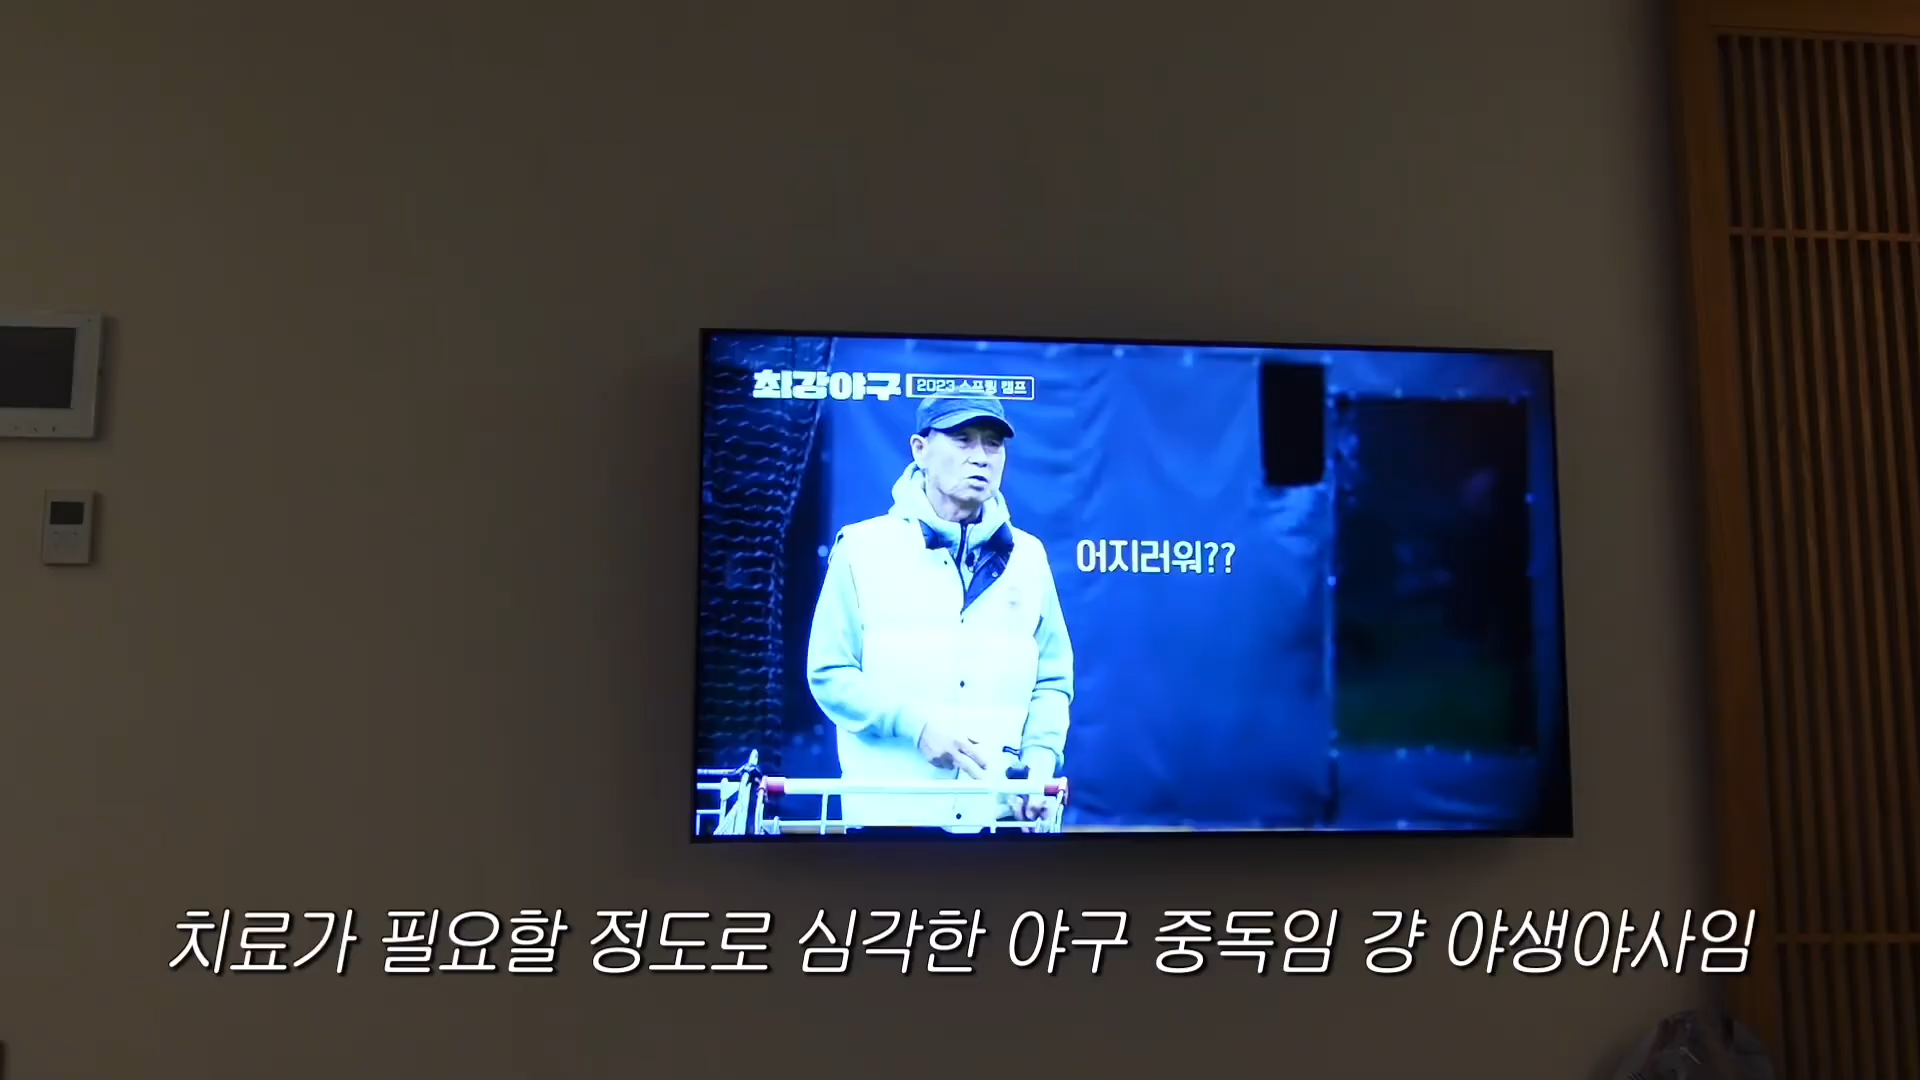 최강야구 2023 스프링 캠프
어지러워??
치료가 필요할 정도로 심각한 야구 중독임 걍 야생야사임